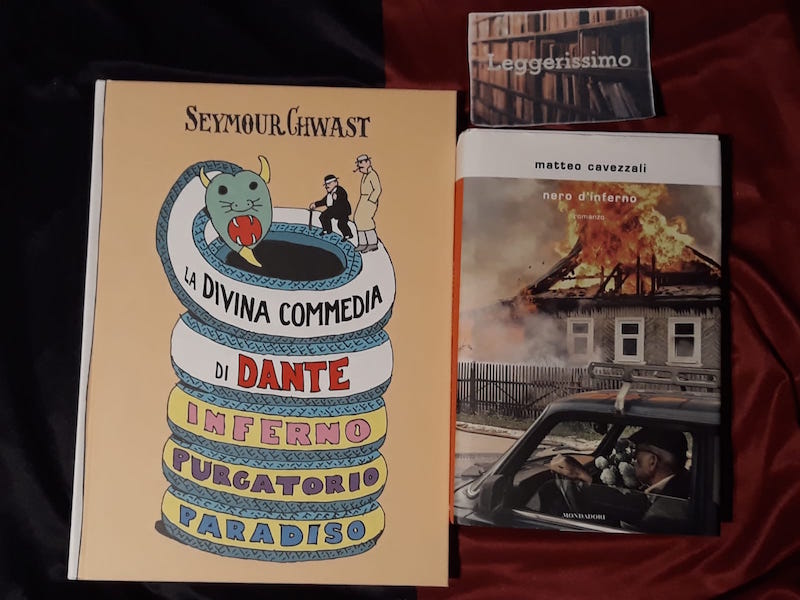 SEYMOUR CHWAST
LA DIVINA COMMEDIA
DI DANTE
INFERNO
PURGATORIO
PARADISO
Leggerissimo
matteo cavezzali
nero d'inferno
romanzo
MONDADORI